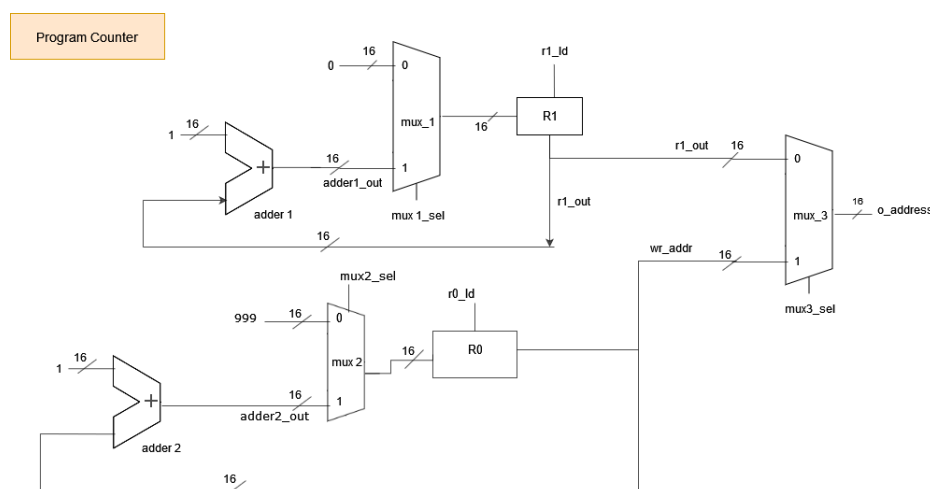 Program Counter
r1_ld
16
0
0
mux_1
16
R1
16
1
16
adder1_out
1
+
adder 1
mux 1_sel
r1_out
r1_out
16
0
16
mux_3
o_address
16
wr_addr
16
1
mux3_sel
mux2_sel
r0_ld
999
16
0
mux 2
16
R0
16
1
16
adder2_out
1
+
adder 2
16